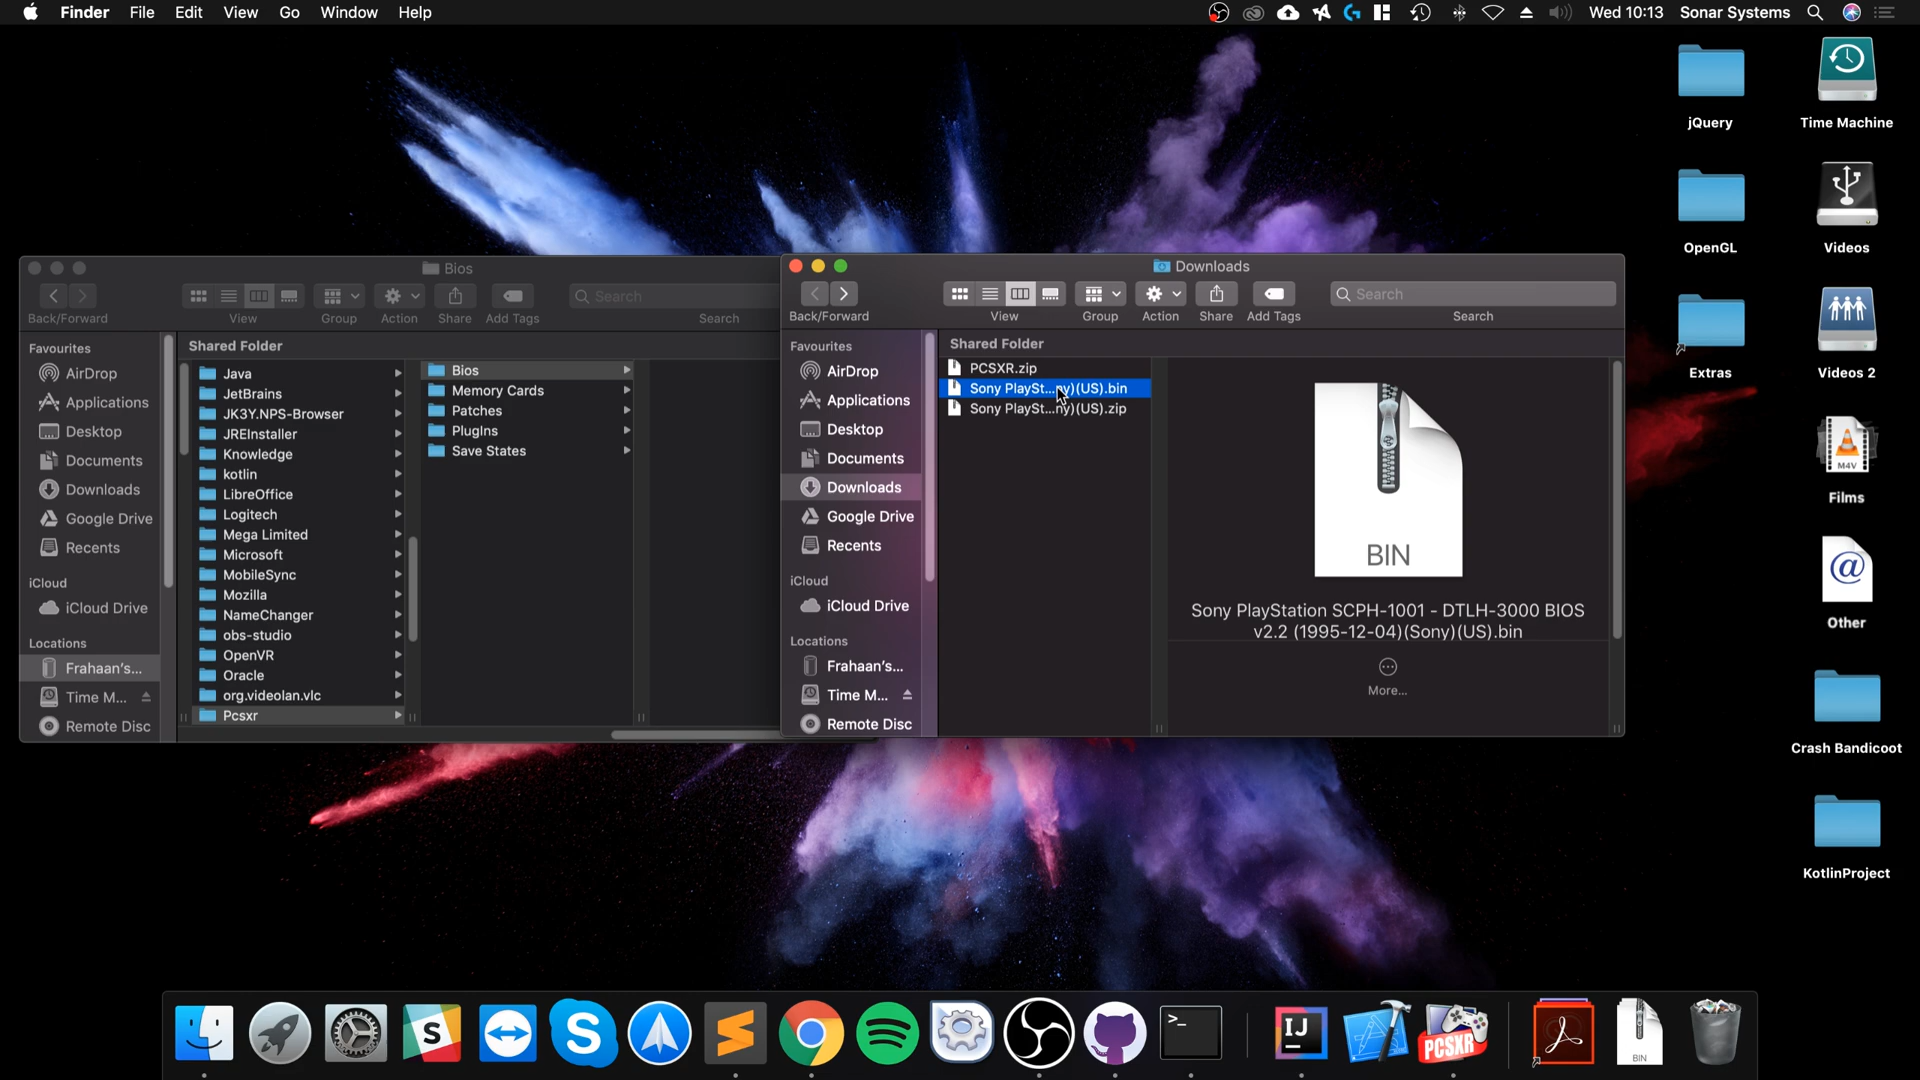 Finder File Edit View Go Window Help
Wed 10:13 Sonar Systems
jQuery
Time Machine
OpenGL
Videos
Extras
Videos 2
Films
M4V
Other
Crash Bandicoot
KotlinProject
Bios
Back/Forward
View
Group
Action
Share
Add Tags
Search
Search
Favourites
AirDrop
Applications
Desktop
Documents
Downloads
Google Drive
Recents
iCloud
iCloud Drive
Locations
Frahaan's...
Time M...
Remote Disc
Shared Folder
Java
JetBrains
JK3Y.NPS-Browser
JREInstaller
Knowledge
kotlin
LibreOffice
Logitech
Mega Limited
Microsoft
MobileSync
Mozilla
NameChanger
obs-studio
OpenVR
Oracle
org.videolan.vlc
Pcsxr
Bios
Memory Cards
Patches
PlugIns
Save States
Downloads
Back/Forward
View
Group
Action
Share
Add Tags
Search
Search
Favourites
AirDrop
Applications
Desktop
Documents
Downloads
Google Drive
Recents
iCloud
iCloud Drive
Locations
Frahaan's...
Time M...
Remote Disc
Shared Folder
PCSXR.zip
Sony PlaySt...ny)(US).bin
Sony PlaySt...ny)(US).zip
BIN
Sony PlayStation SCPH-1001 - DTLH-3000 BIOS
v2.2 (1995-12-04)(Sony)(US).bin
More...
S
S
S
>_
IJ
PCSXR
BIN